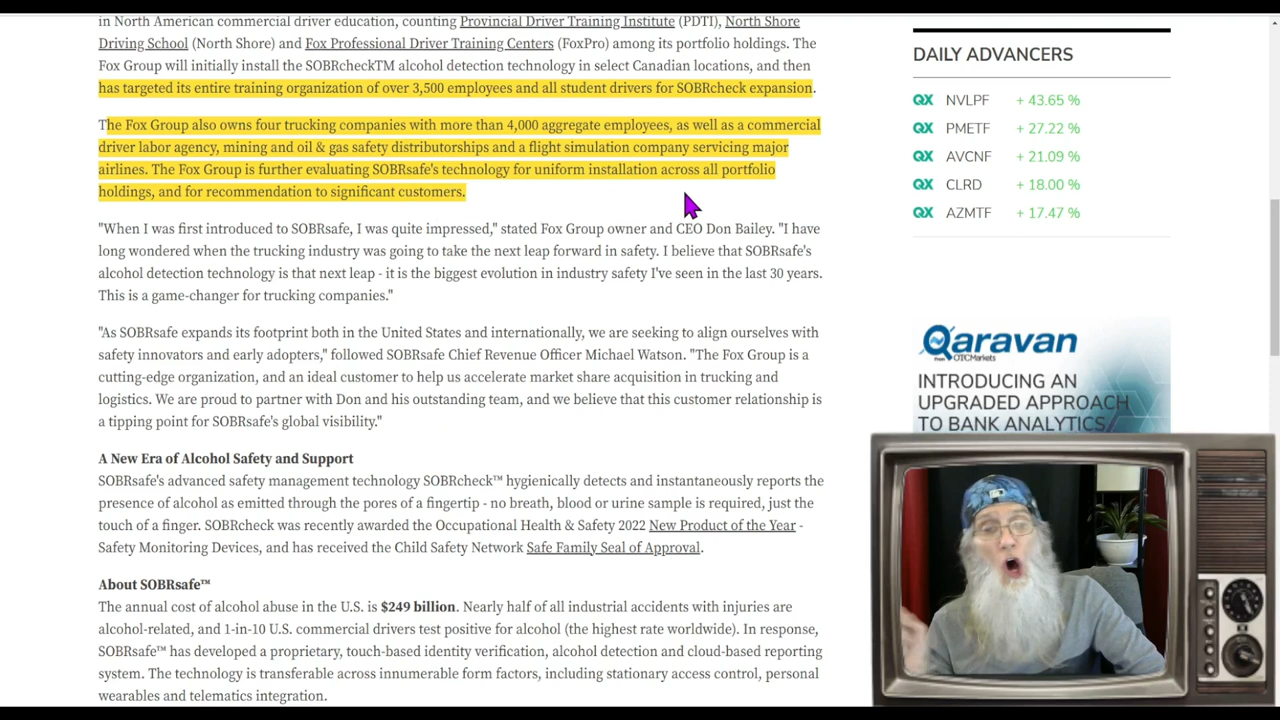 in North American commercial driver education, counting Provincial Driver Training Institute (PDTI), North Shore
Driving School (North Shore) and Fox Professional Driver Training Centers (FoxPro) among its portfolio holdings. The
Fox Group will initially install the SOBRcheckTM alcohol detection technology in select Canadian locations, and then
has targeted its entire training organization of over 3,500 employees and all student drivers for SOBRcheck expansion.
The Fox Group also owns four trucking companies with more than 4,000 aggregate employees, as well as a commercial
driver labor agency, mining and oil & gas safety distributorships and a flight simulation company servicing major
airlines. The Fox Group is further evaluating SOBRsafe's technology for uniform installation across all portfolio
holdings, and for recommendation to significant customers.
"When I was first introduced to SOBRsafe, I was quite impressed," stated Fox Group owner and CEO Don Bailey. "I have
long wondered when the trucking industry was going to take the next leap forward in safety. I believe that SOBRsafe's
alcohol detection technology is that next leap - it is the biggest evolution in industry safety I've seen in the last 30 years.
This is a game-changer for trucking companies."
"As SOBRsafe expands its footprint both in the United States and internationally, we are seeking to align ourselves with
safety innovators and early adopters," followed SOBRsafe Chief Revenue Officer Michael Watson. "The Fox Group is a
cutting-edge organization, and an ideal customer to help us accelerate market share acquisition in trucking and
logistics. We are proud to partner with Don and his outstanding team, and we believe that this customer relationship is
a tipping point for SOBRsafe's global visibility."
A New Era of Alcohol Safety and Support
SOBRsafe's advanced safety management technology SOBRcheck™ hygienically detects and instantaneously reports the
presence of alcohol as emitted through the pores of a fingertip - no breath, blood or urine sample is required, just the
touch of a finger. SOBRcheck was recently awarded the Occupational Health & Safety 2022 New Product of the Year -
Safety Monitoring Devices, and has received the Child Safety Network Safe Family Seal of Approval.
About SOBRsafe™
The annual cost of alcohol abuse in the U.S. is $249 billion. Nearly half of all industrial accidents with injuries are
alcohol-related, and 1-in-10 U.S. commercial drivers test positive for alcohol (the highest rate worldwide). In response,
SOBRsafe™ has developed a proprietary, touch-based identity verification, alcohol detection and cloud-based reporting
system. The technology is transferable across innumerable form factors, including stationary access control, personal
wearables and telematics integration.
DAILY ADVANCERS
QX NVLPF + 43.65 %
QX PMETF + 27.22 %
QX AVCNF + 21.09 %
QX CLRD + 18.00 %
QX AZMTF + 17.47 %
Qaravan
From OTCMarkets
INTRODUCING AN
UPGRADED APPROACH
TO BANK ANALYTICS